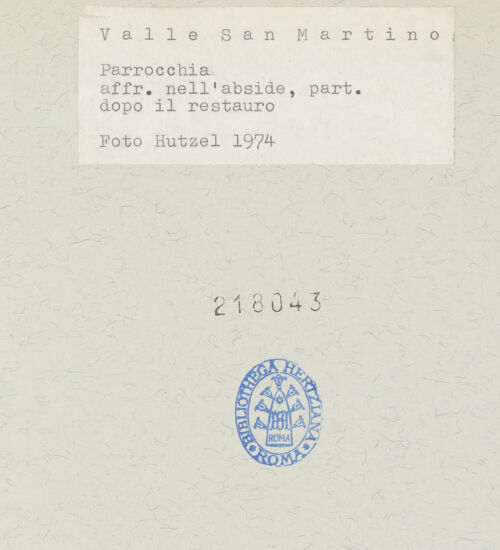 Valle San Martino
Parrocchia
affr. nell'abside, part.
dopo il restauro
Foto Hutzel 1974
218043
BIBLIOTHECA HERTZIANA
ROMA
ROMA